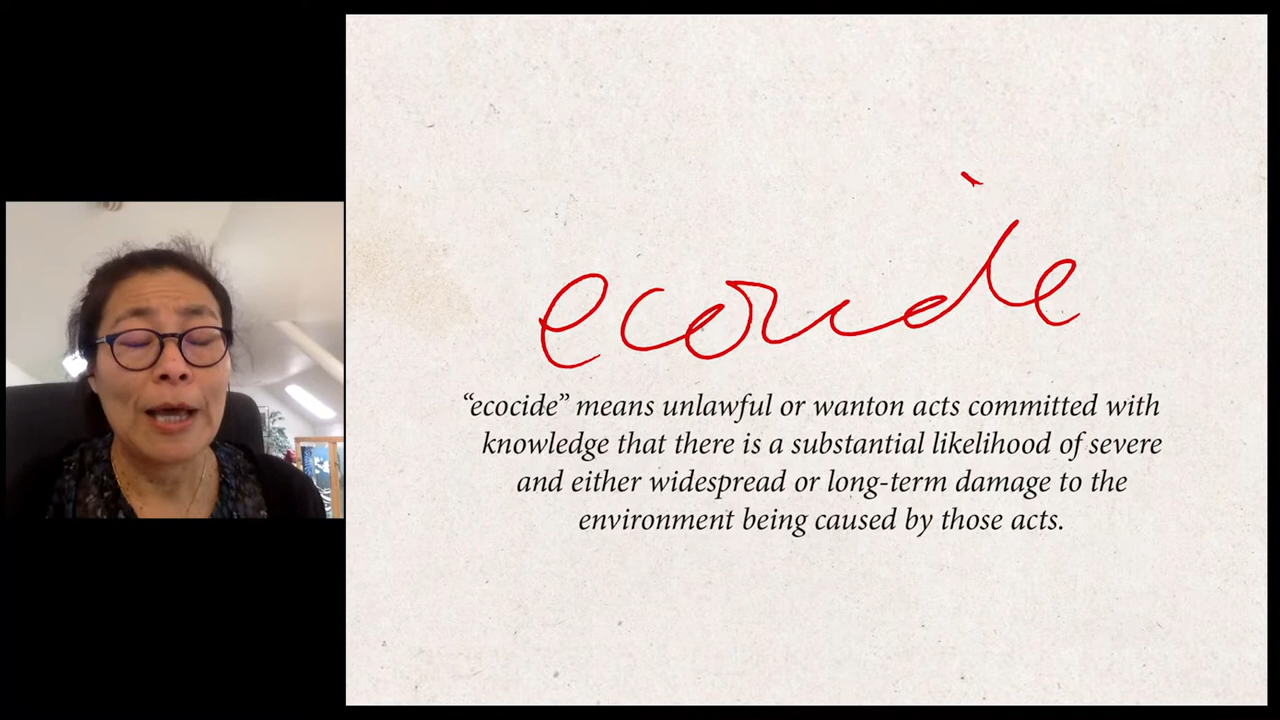 ecocide
“ecocide” means unlawful or wanton acts committed with
knowledge that there is a substantial likelihood of severe
and either widespread or long-term damage to the
environment being caused by those acts.